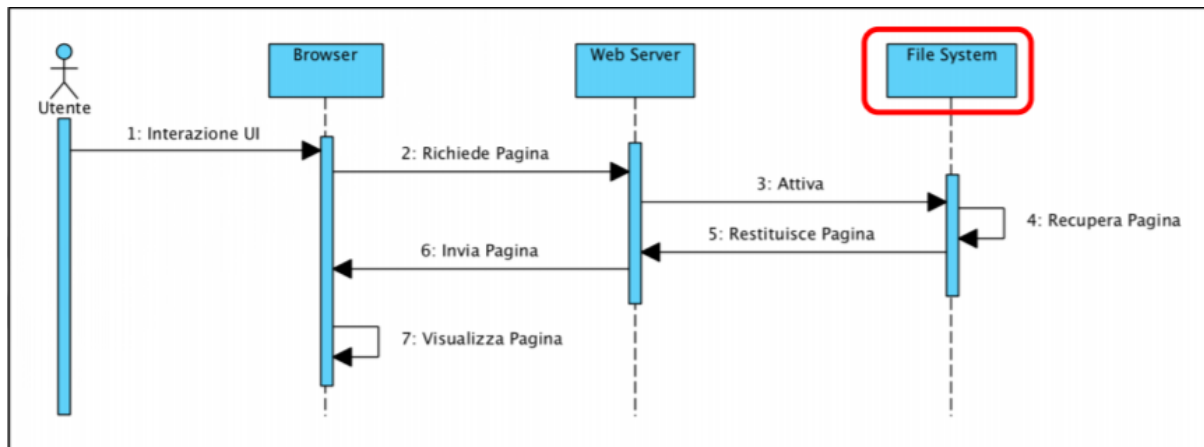 Browser
Web Server
File System
Utente
1: Interazione UI
2: Richiede Pagina
3: Attiva
4: Recupera Pagina
5: Restituisce Pagina
6: Invia Pagina
7: Visualizza Pagina